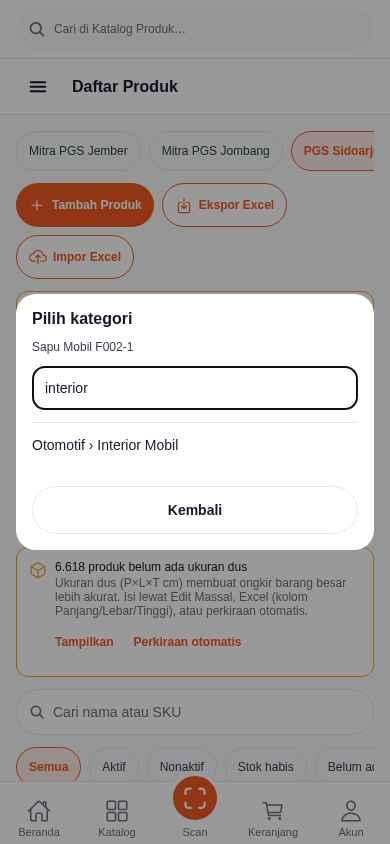 Cari di Katalog Produk…
Daftar Produk
Mitra PGS Jember
Mitra PGS Jombang
PGS Sidoarj
Tambah Produk
Ekspor Excel
Impor Excel
Pilih kategori
Sapu Mobil F002-1
interior
Otomotif › Interior Mobil
Kembali
6.618 produk belum ada ukuran dus
Ukuran dus (P×L×T cm) membuat ongkir barang besar
lebih akurat. Isi lewat Edit Massal, Excel (kolom
Panjang/Lebar/Tinggi), atau perkiraan otomatis.
Tampilkan
Perkiraan otomatis
Cari nama atau SKU
Semua
Aktif
Nonaktif
Stok habis
Belum ad
Beranda
Katalog
Scan
Keranjang
Akun